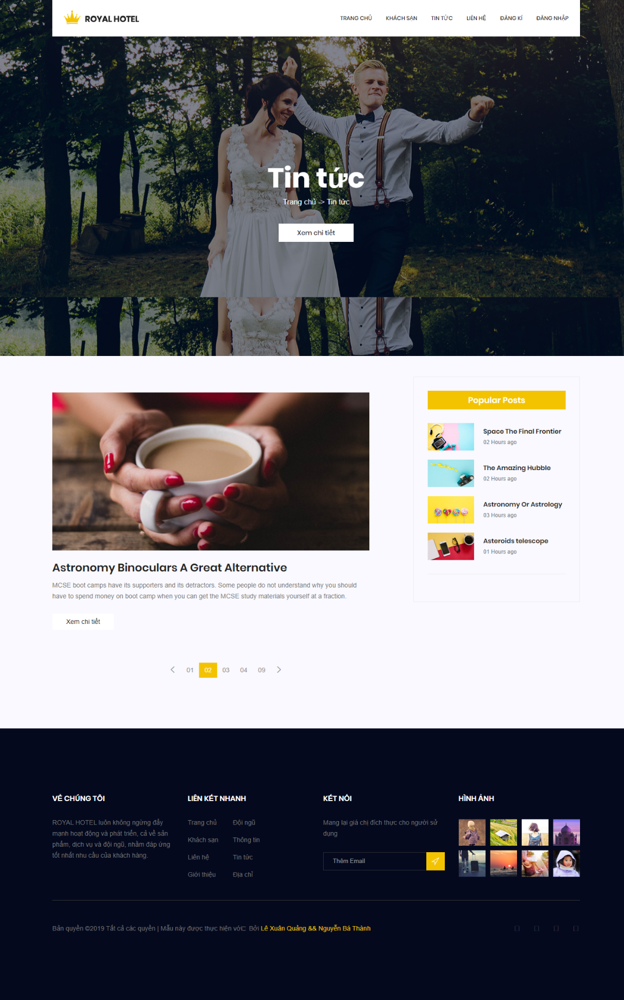 ROYAL HOTEL
TRANG CHỦ
KHÁCH SẠN
TIN TỨC
LIÊN HỆ
ĐĂNG KÍ
ĐĂNG NHẬP
Tin tức
Trang chủ -> Tin tức
Xem chi tiết
Astronomy Binoculars A Great Alternative
MCSE boot camps have its supporters and its detractors. Some people do not understand why you should
have to spend money on boot camp when you can get the MCSE study materials yourself at a fraction.
Xem chi tiết
01 02 03 04 09
Popular Posts
Space The Final Frontier
02 Hours ago
The Amazing Hubble
02 Hours ago
Astronomy Or Astrology
03 Hours ago
Asteroids telescope
01 Hours ago
VỀ CHÚNG TÔI
ROYAL HOTEL luôn không ngừng đẩy
mạnh hoạt động và phát triển, cả về sản
phẩm, dịch vụ và đội ngũ, nhằm đáp ứng
tốt nhất nhu cầu của khách hàng.
LIÊN KẾT NHANH
Trang chủ
Khách sạn
Liên hệ
Giới thiệu
Đội ngũ
Thông tin
Tin tức
Địa chỉ
KẾT NỐI
Mang lại giá chị đích thực cho người sử
dụng
Thêm Email
HÌNH ẢNH
Bản quyền ©2019 Tất cả các quyền | Mẫu này được thực hiện với Bởi Lê Xuân Quảng && Nguyễn Bá Thành